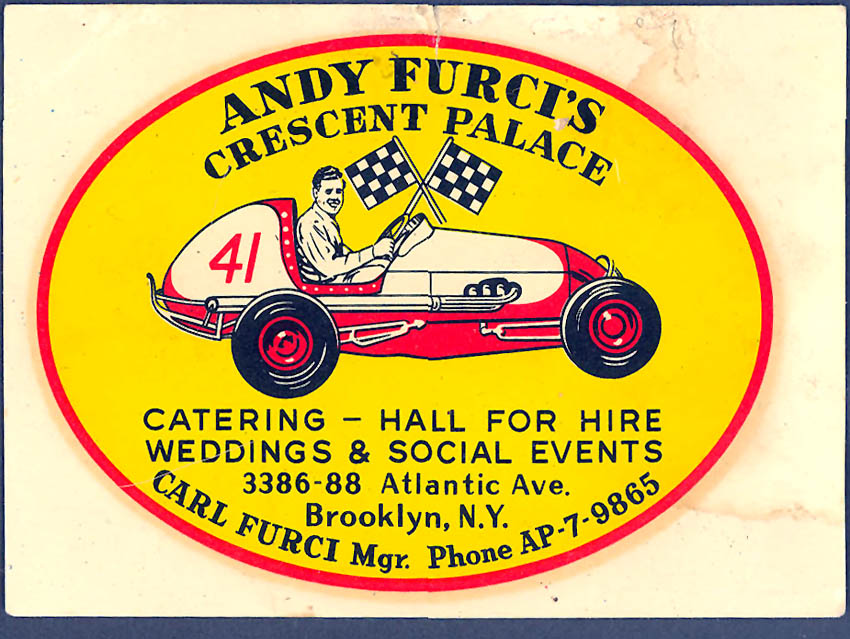 ANDY FURCI'S
CRESCENT PALACE
41
CATERING – HALL FOR HIRE
WEDDINGS & SOCIAL EVENTS
3386-88 Atlantic Ave.
Brooklyn, N.Y.
CARL FURCI Mgr. Phone AP-7-9865